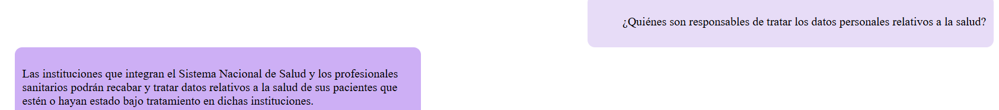 ¿Quiénes son responsables de tratar los datos personales relativos a la salud?
Las instituciones que integran el Sistema Nacional de Salud y los profesionales
sanitarios podrán recabar y tratar datos relativos a la salud de sus pacientes que
estén o hayan estado bajo tratamiento en dichas instituciones.